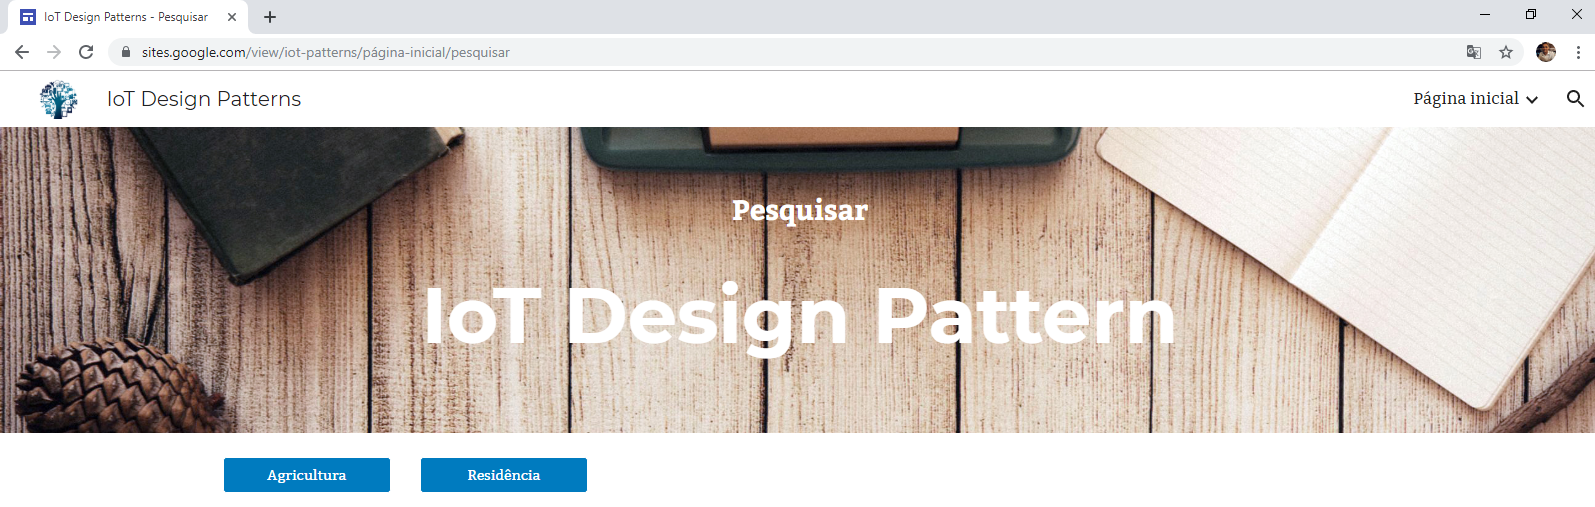 IoT Design Patterns - Pesquisar
sites.google.com/view/iot-patterns/página-inicial/pesquisar
IoT Design Patterns
Página inicial
Pesquisar
IoT Design Pattern
Agricultura
Residência